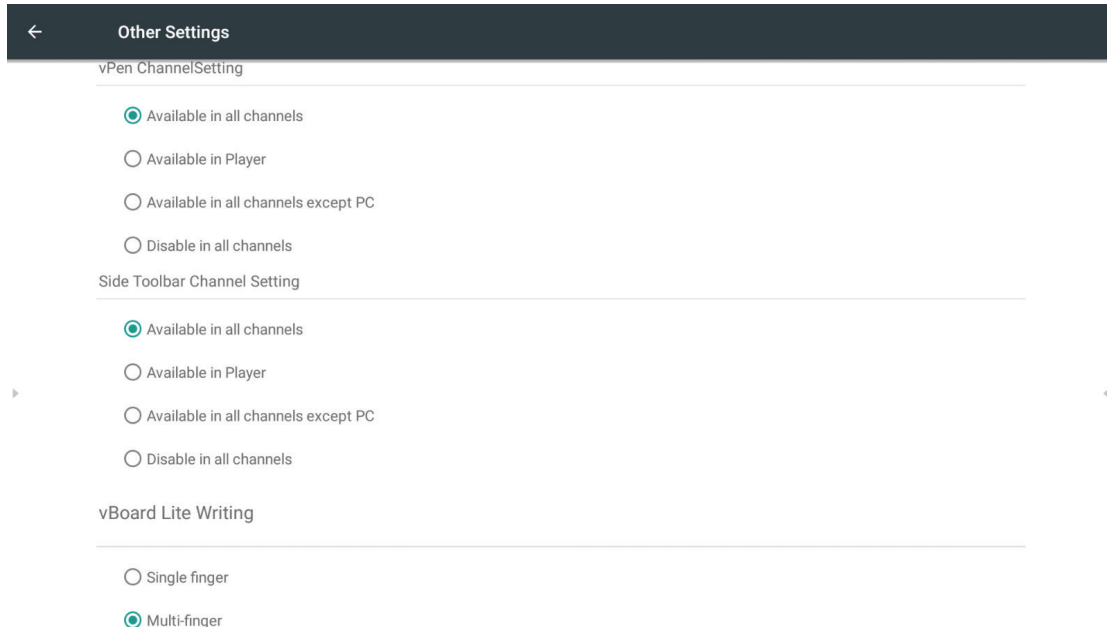 Other Settings
vPen ChannelSetting
Available in all channels
Available in Player
Available in all channels except PC
Disable in all channels
Side Toolbar Channel Setting
Available in all channels
Available in Player
Available in all channels except PC
Disable in all channels
vBoard Lite Writing
Single finger
Multi-finger